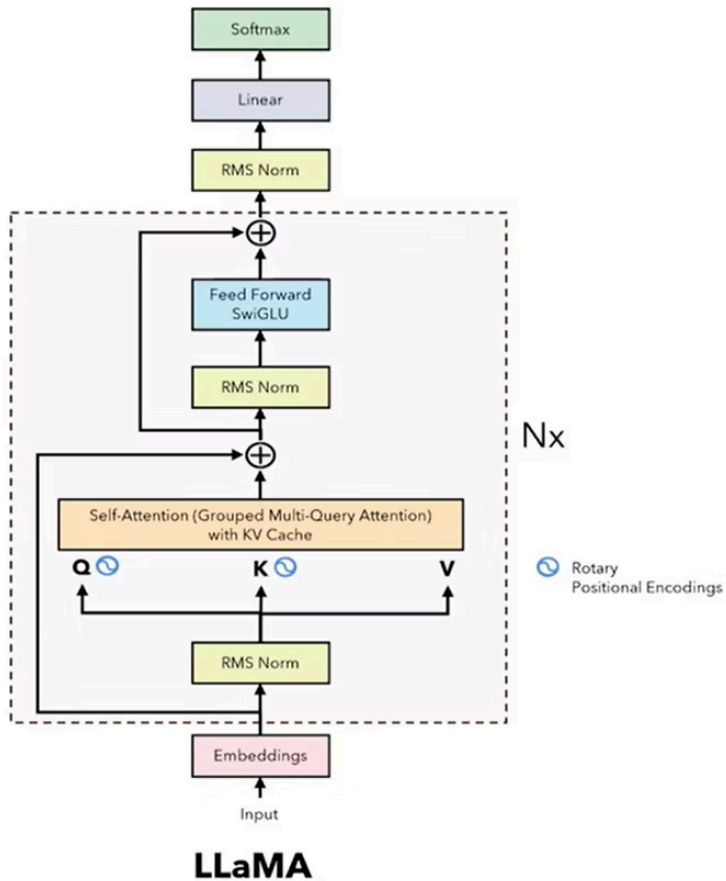 Softmax
Linear
RMS Norm
Feed Forward
SwiGLU
RMS Norm
Nx
Self-Attention (Grouped Multi-Query Attention)
with KV Cache
Q K V
Rotary
Positional Encodings
RMS Norm
Embeddings
Input
LLaMA